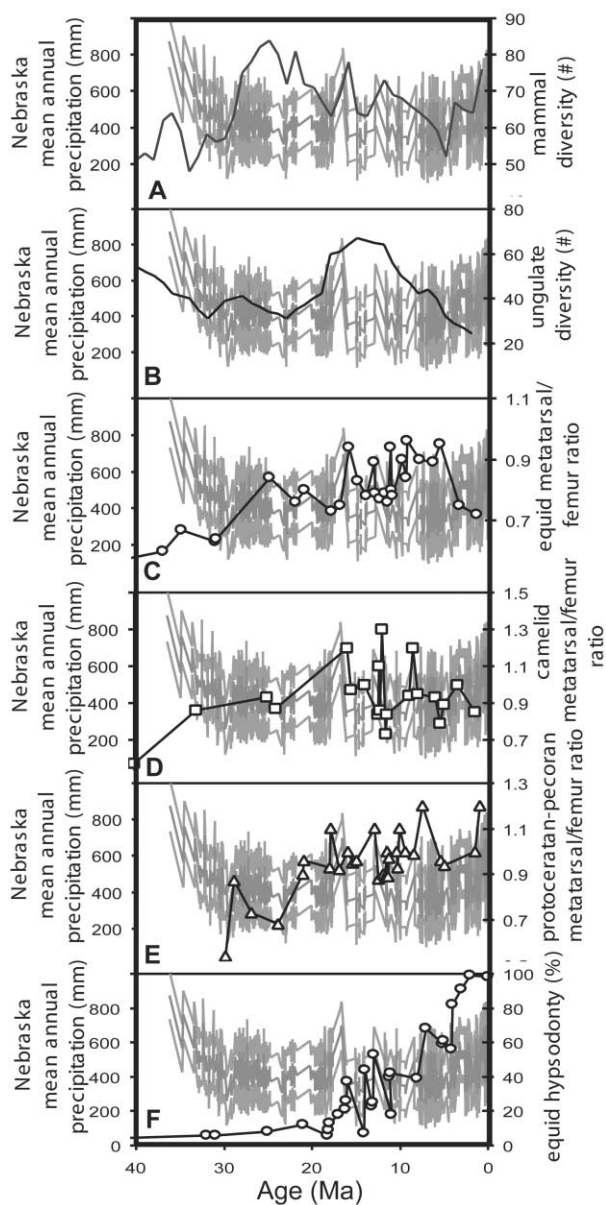 Nebraska
mean annual
precipitation (mm)
800
600
400
200
A
90
80
70
60
50
mammal
diversity (#)
Nebraska
mean annual
precipitation (mm)
800
600
400
200
B
80
60
40
20
ungulate
diversity (#)
Nebraska
mean annual
precipitation (mm)
800
600
400
200
C
1.1
0.9
0.7
equid metatarsal/
femur ratio
Nebraska
mean annual
precipitation (mm)
800
600
400
200
D
1.5
1.3
1.1
0.9
0.7
camelid
metatarsal/femur
ratio
Nebraska
mean annual
precipitation (mm)
800
600
400
200
E
1.3
1.1
0.9
0.7
protoceratan-pecoran
metatarsal/femur ratio
Nebraska
mean annual
precipitation (mm)
800
600
400
200
0
F
100
80
60
40
20
0
equid hypsodonty (%)
40 30 20 10 0
Age (Ma)